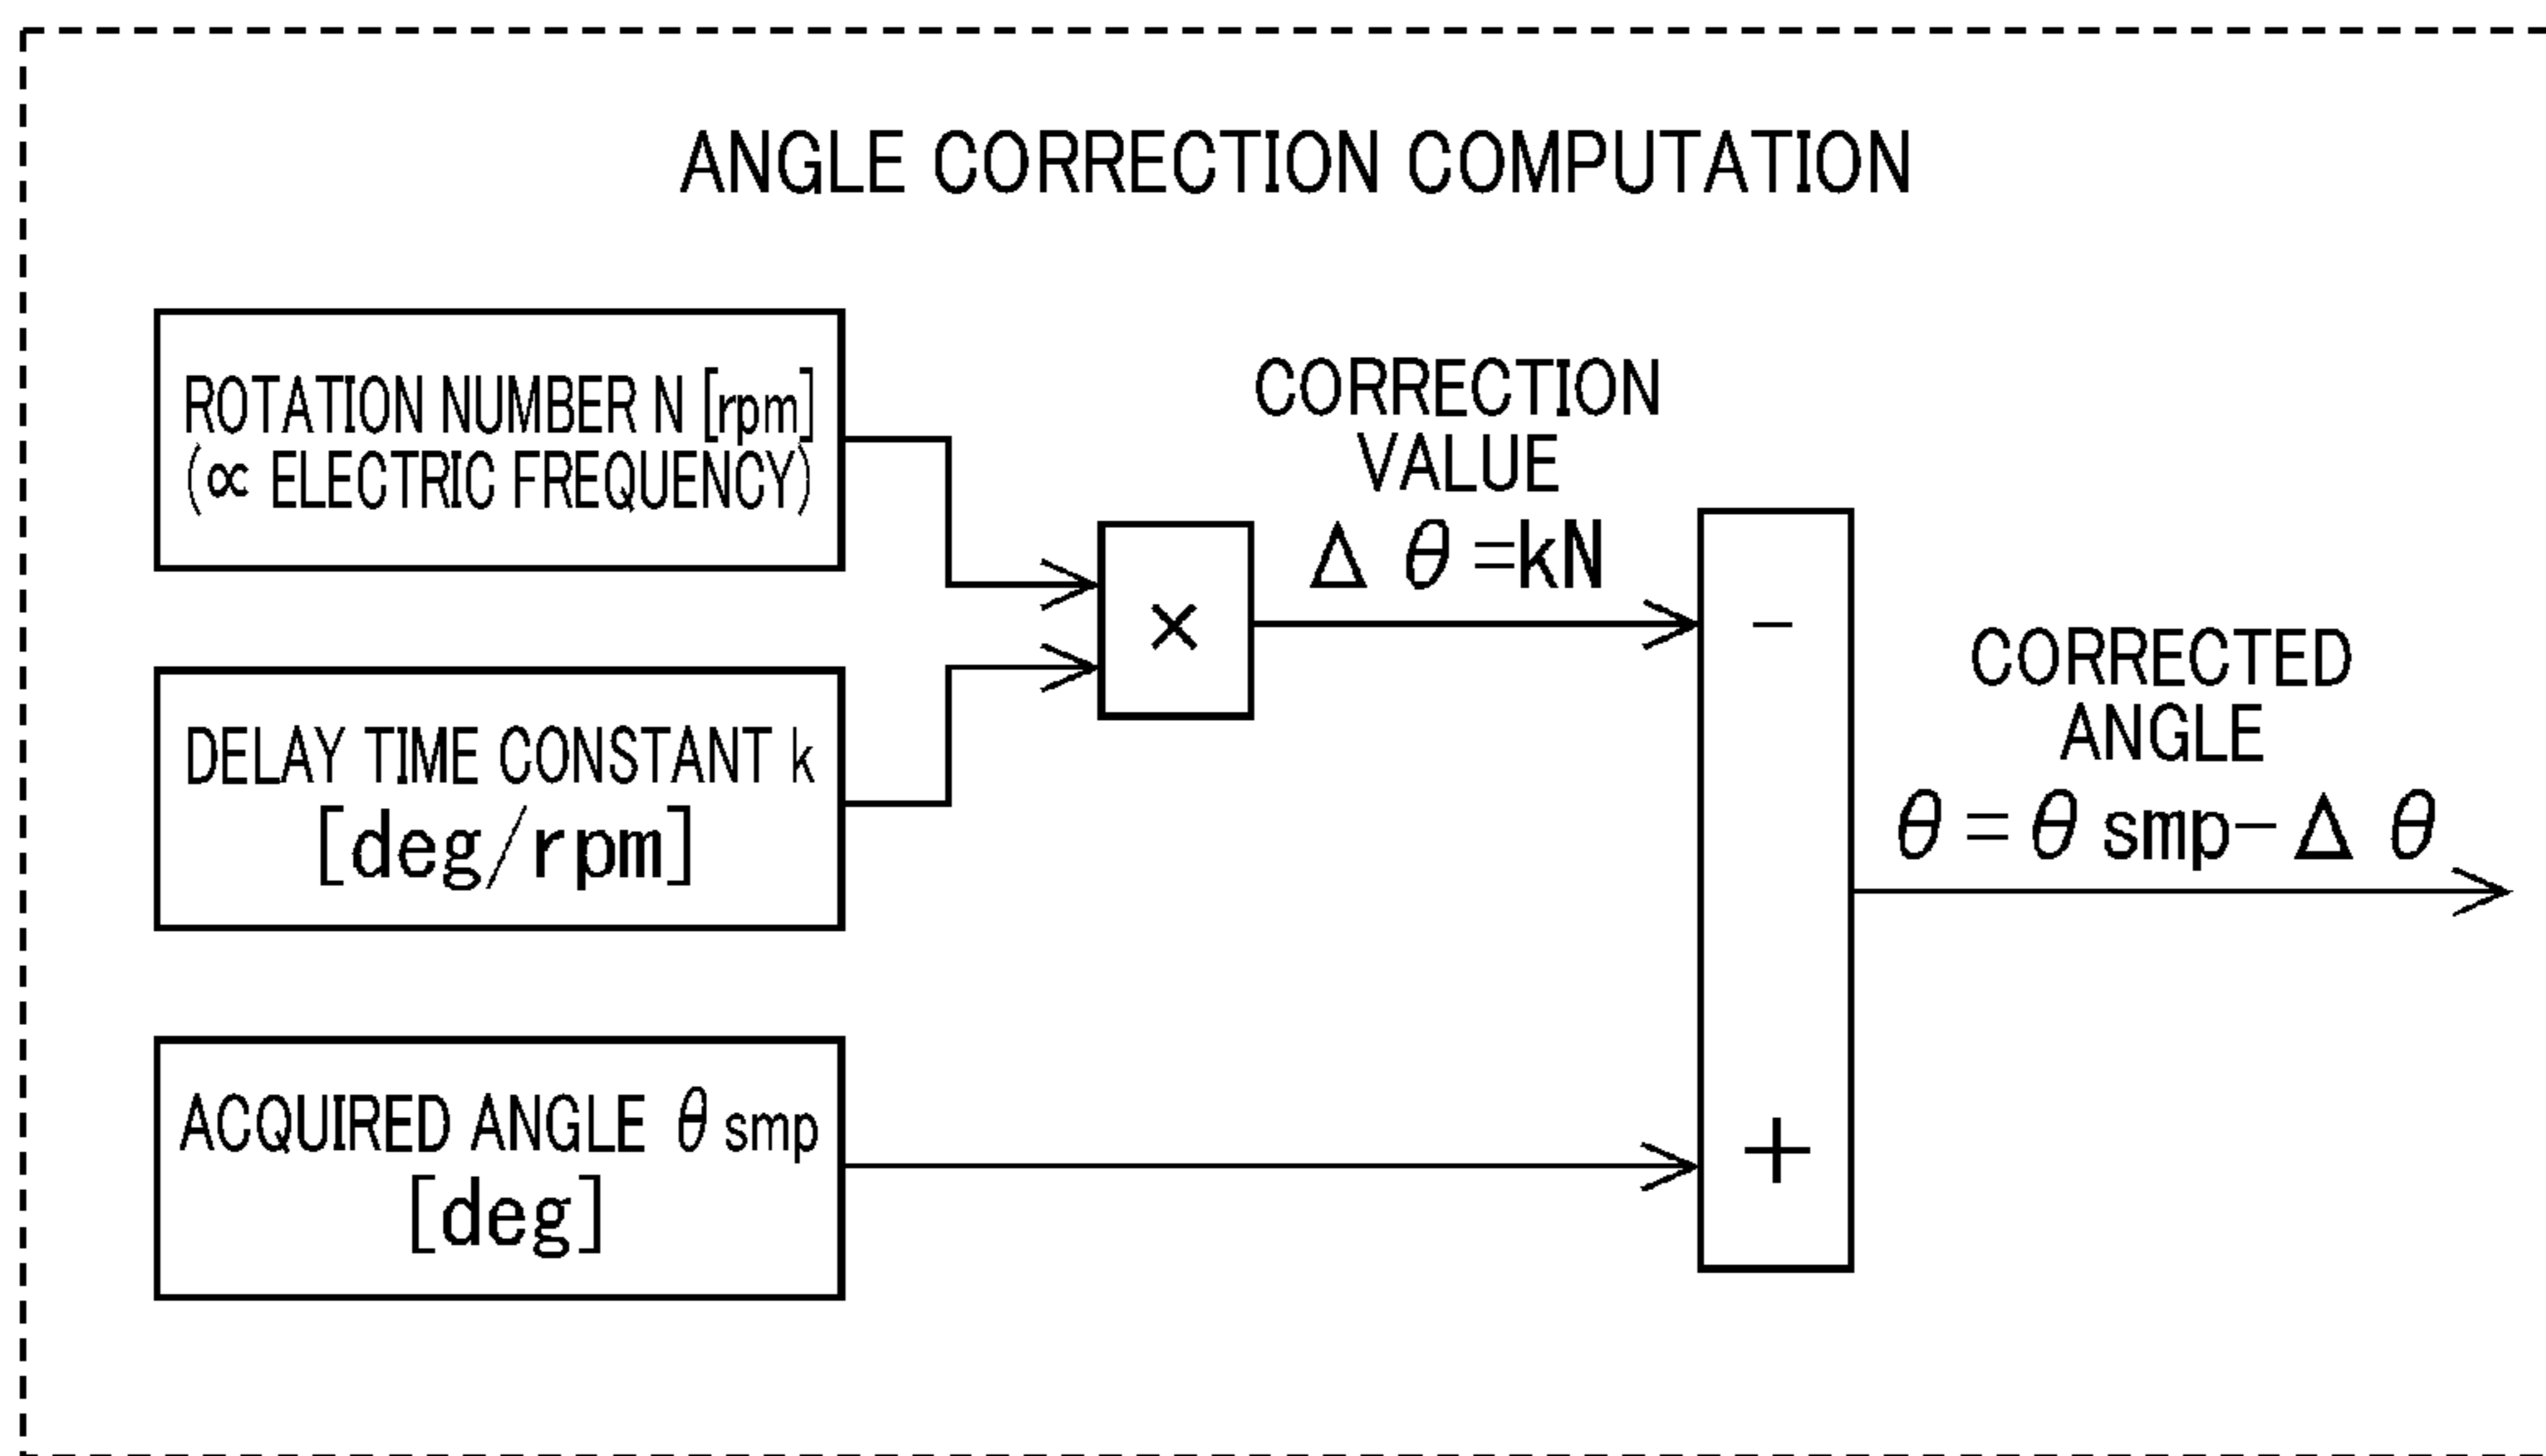 ANGLE CORRECTION COMPUTATION
ROTATION NUMBER N [rpm]
(∝ ELECTRIC FREQUENCY)
DELAY TIME CONSTANT k
[deg/rpm]
ACQUIRED ANGLE θ smp
[deg]
×
CORRECTION
VALUE
Δ θ =kN
−
+
CORRECTED
ANGLE
θ = θ smp− Δ θ